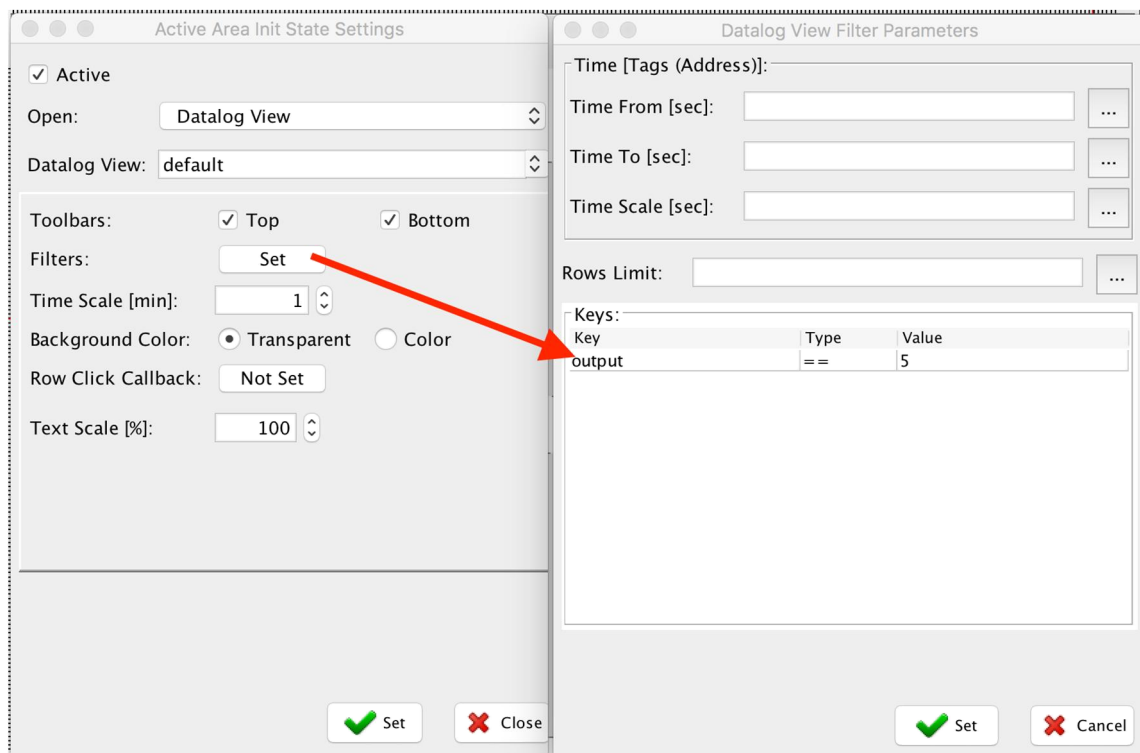 Active Area Init State Settings
Active
Open: Datalog View
Datalog View: default
Toolbars: Top Bottom
Filters: Set
Time Scale [min]: 1
Background Color: Transparent Color
Row Click Callback: Not Set
Text Scale [%]: 100
Set Close
Datalog View Filter Parameters
Time [Tags (Address)]:
Time From [sec]: ...
Time To [sec]: ...
Time Scale [sec]: ...
Rows Limit: ...
Keys:
Key Type Value
output == 5
Set Cancel